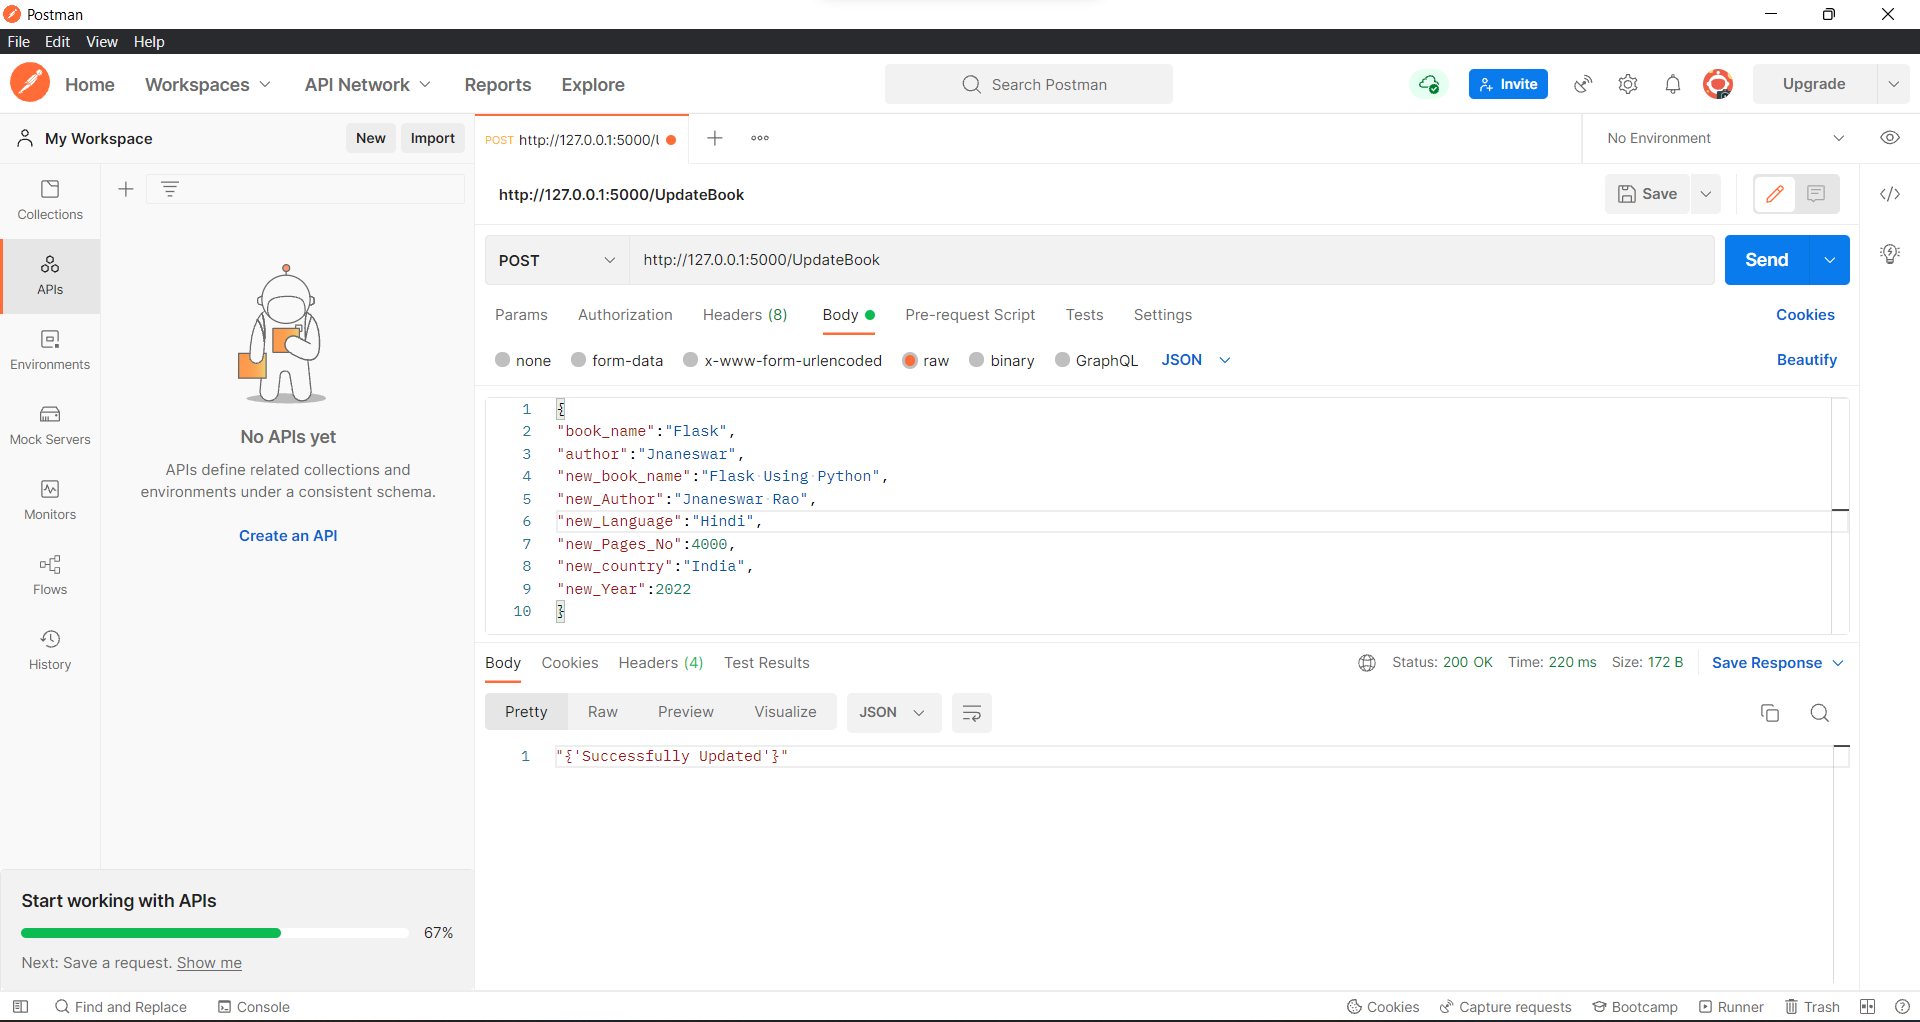 Postman
File Edit View Help
Home Workspaces API Network Reports Explore Search Postman Invite Upgrade
My Workspace New Import
POST http://127.0.0.1:5000/U
No Environment
http://127.0.0.1:5000/UpdateBook
Save
POST http://127.0.0.1:5000/UpdateBook Send
Params Authorization Headers (8) Body Pre-request Script Tests Settings Cookies
none form-data x-www-form-urlencoded raw binary GraphQL JSON Beautify
1 {
2 "book_name":"Flask",
3 "author":"Jnaneswar",
4 "new_book_name":"Flask Using Python",
5 "new_Author":"Jnaneswar Rao",
6 "new_Language":"Hindi",
7 "new_Pages_No":4000,
8 "new_country":"India",
9 "new_Year":2022
10 }
Body Cookies Headers (4) Test Results Status: 200 OK Time: 220 ms Size: 172 B Save Response
Pretty Raw Preview Visualize JSON
1 "{'Successfully Updated'}"
Collections
APIs
Environments
Mock Servers
Monitors
Flows
History
No APIs yet
APIs define related collections and
environments under a consistent schema.
Create an API
Start working with APIs
67%
Next: Save a request. Show me
Find and Replace Console Cookies Capture requests Bootcamp Runner Trash